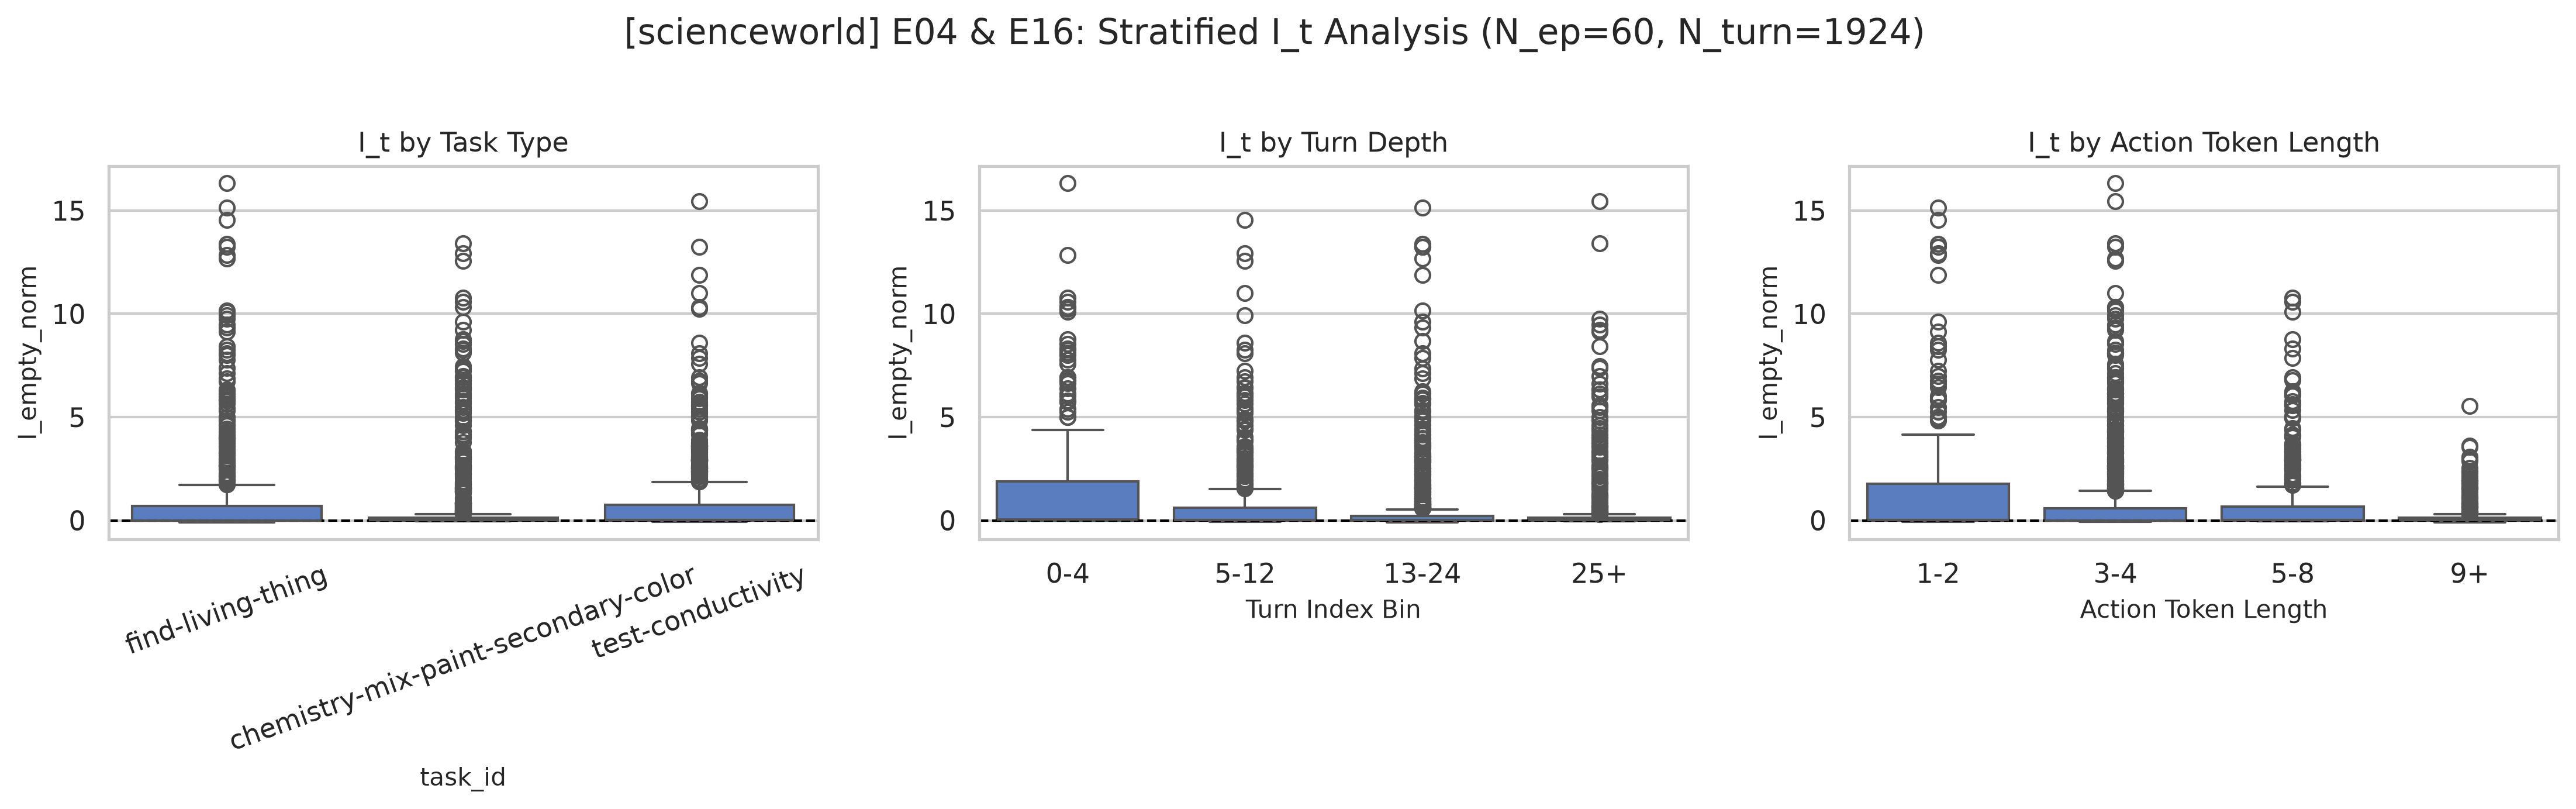 [scienceworld] E04 & E16: Stratified I_t Analysis (N_ep=60, N_turn=1924)
I_t by Task Type
I_empty_norm
15
10
5
0
find-living-thing
chemistry-mix-paint-secondary-color
test-conductivity
task_id
I_t by Turn Depth
I_empty_norm
15
10
5
0
0-4
5-12
13-24
25+
Turn Index Bin
I_t by Action Token Length
I_empty_norm
15
10
5
0
1-2
3-4
5-8
9+
Action Token Length